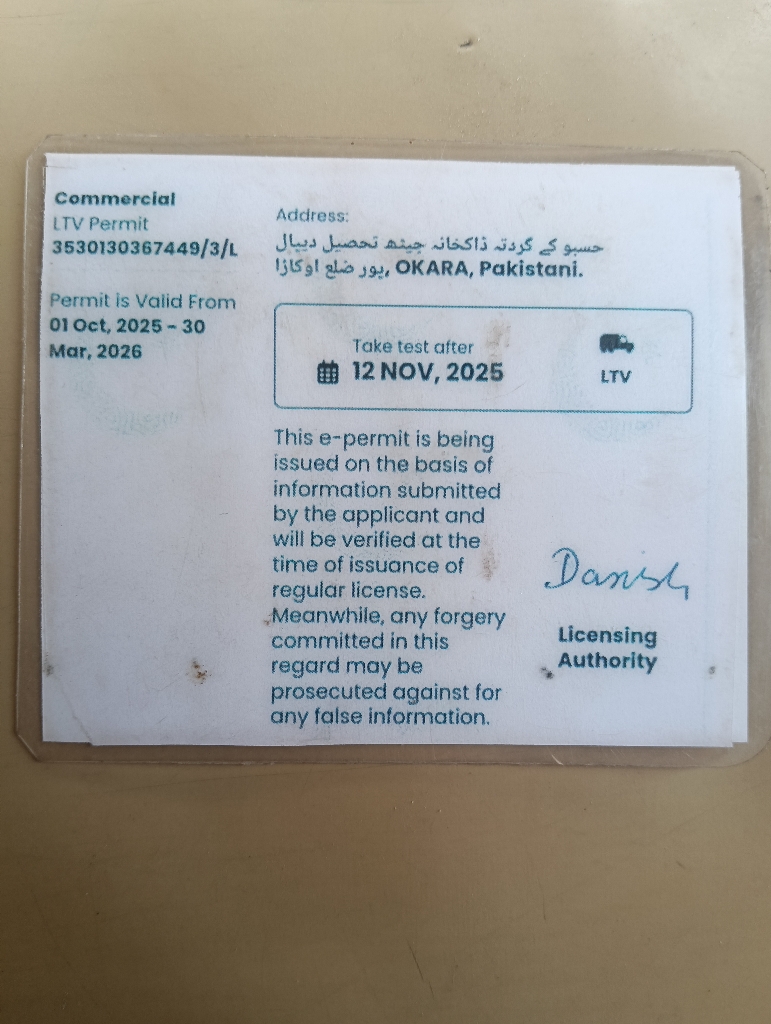 Commercial
LTV Permit
3530130367449/3/L
Permit is Valid From
01 Oct, 2025 - 30
Mar, 2026
Address:
حسبو کے گردتہ ڈاکخانہ جیٹھ تحصیل دیپال
پور ضلع اوکاڑا, OKARA, Pakistani.
Take test after
12 NOV, 2025
LTV
This e-permit is being
issued on the basis of
information submitted
by the applicant and
will be verified at the
time of issuance of
regular license.
Meanwhile, any forgery
committed in this
regard may be
prosecuted against for
any false information.
Danish
Licensing
Authority